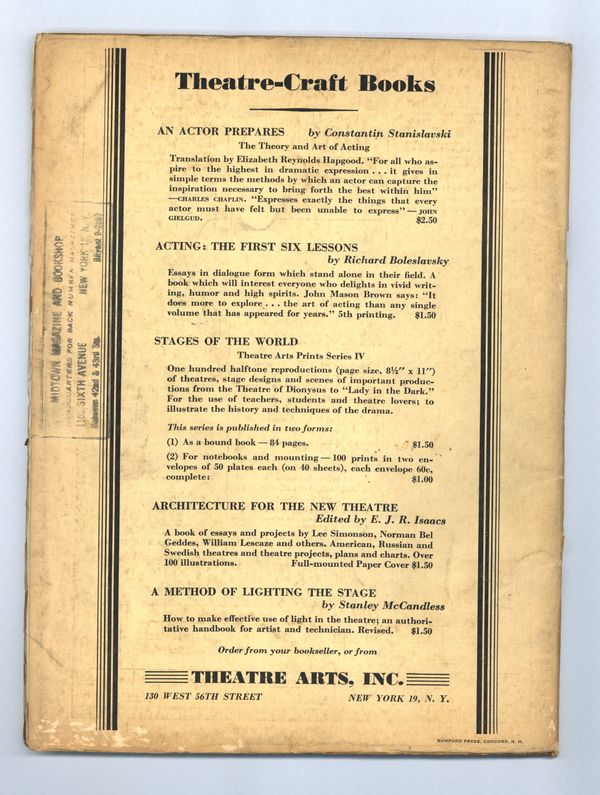 Theatre-Craft Books
AN ACTOR PREPARES by Constantin Stanislavski
The Theory and Art of Acting
Translation by Elizabeth Reynolds Hapgood. "For all who as-
pire to the highest in dramatic expression . . . it gives in
simple terms the methods by which an actor can capture the
inspiration necessary to bring forth the best within him"
—CHARLES CHAPLIN. "Expresses exactly the things that every
actor must have felt but been unable to express"—JOHN
GIELGUD. $2.50
ACTING: THE FIRST SIX LESSONS
by Richard Boleslavsky
Essays in dialogue form which stand alone in their field. A
book which will interest everyone who delights in vivid writ-
ing, humor and high spirits. John Mason Brown says: "It
does more to explore . . . the art of acting than any single
volume that has appeared for years." 5th printing. $1.50
STAGES OF THE WORLD
Theatre Arts Prints Series IV
One hundred halftone reproductions (page size, 8½″ x 11″)
of theatres, stage designs and scenes of important produc-
tions from the Theatre of Dionysus to "Lady in the Dark."
For the use of teachers, students and theatre lovers; to
illustrate the history and techniques of the drama.
This series is published in two forms:
(1) As a bound book — 84 pages. $1.50
(2) For notebooks and mounting — 100 prints in two en-
velopes of 50 plates each (on 40 sheets), each envelope 60c,
complete: $1.00
ARCHITECTURE FOR THE NEW THEATRE
Edited by E. J. R. Isaacs
A book of essays and projects by Lee Simonson, Norman Bel
Geddes, William Lescaze and others. American, Russian and
Swedish theatres and theatre projects, plans and charts. Over
100 illustrations. Full-mounted Paper Cover $1.50
A METHOD OF LIGHTING THE STAGE
by Stanley McCandless
How to make effective use of light in the theatre; an authori-
tative handbook for artist and technician. Revised. $1.50
Order from your bookseller, or from
THEATRE ARTS, INC.
130 WEST 56TH STREET NEW YORK 19, N. Y.
RUMFORD PRESS, CONCORD, N. H.
MIDTOWN MAGAZINE AND BOOKSHOP
HEADQUARTERS FOR BACK NUMBER MAGAZINES
SIXTH AVENUE NEW YORK N. Y.
Between 42nd & 43rd Sts. Bryant